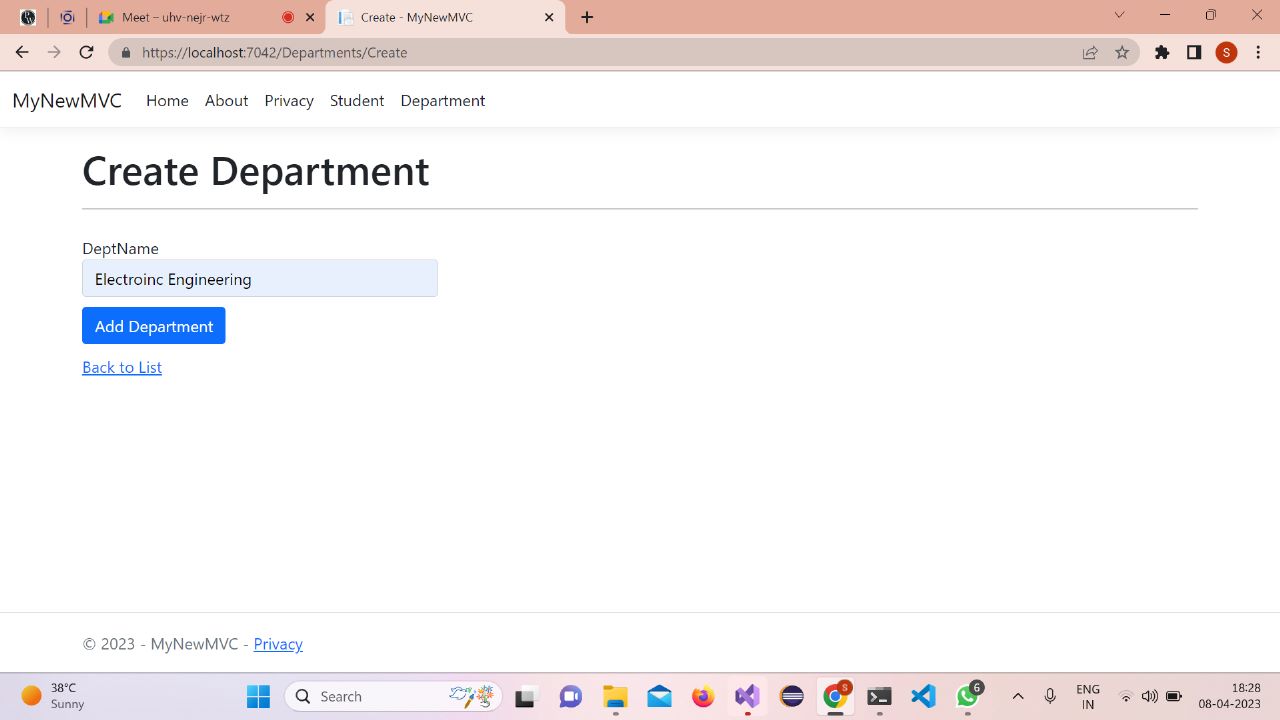 Meet – uhv-nejr-wtz
Create - MyNewMVC
https://localhost:7042/Departments/Create
S
MyNewMVC Home About Privacy Student Department
Create Department
DeptName
Electroinc Engineering
Add Department
Back to List
© 2023 - MyNewMVC - Privacy
38°C
Sunny
Search
S
6
ENG
IN
18:28
08-04-2023